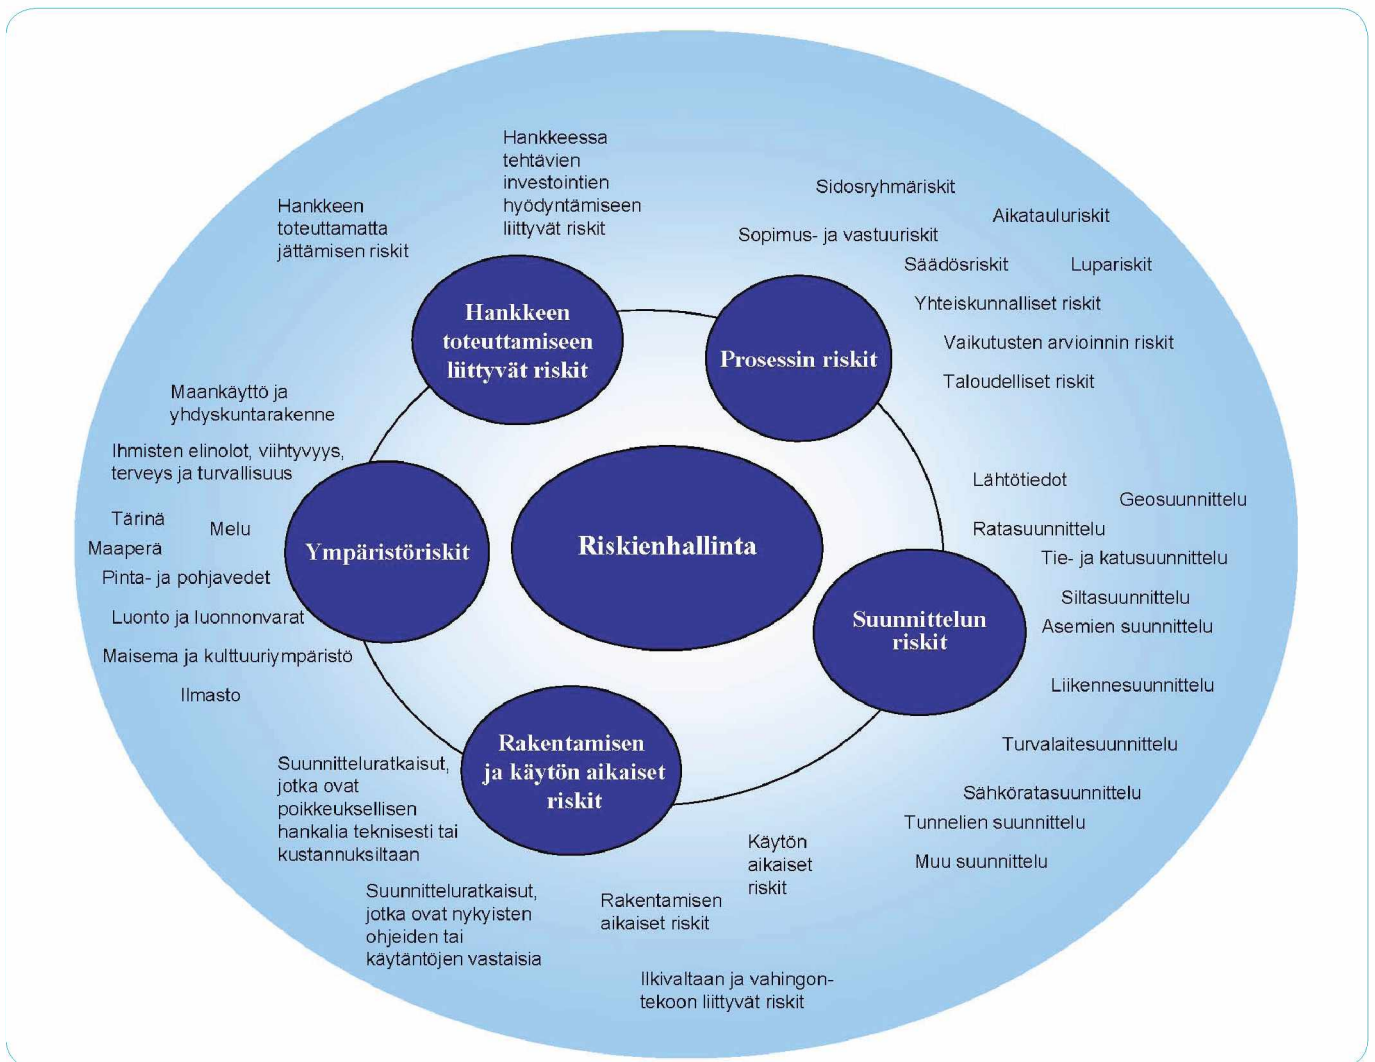 Hankkeessa
tehtävien
investointien
hyödyntämiseen
liittyvät riskit
Hankkeen
toteuttamatta
jättämisen riskit
Sidosryhmäriskit
Aikatauluriskit
Sopimus- ja vastuuriskit
Säädösriskit
Lupariskit
Yhteiskunnalliset riskit
Vaikutusten arvioinnin riskit
Taloudelliset riskit
Hankkeen
toteuttamiseen
liittyvät riskit
Prosessin riskit
Maankäyttö ja
yhdyskuntarakenne
Ihmisten elinolot, viihtyvyys,
terveys ja turvallisuus
Tärinä
Melu
Maaperä
Pinta- ja pohjavedet
Luonto ja luonnonvarat
Maisema ja kulttuuriympäristö
Ilmasto
Ympäristöriskit
Riskienhallinta
Lähtötiedot
Geosuunnittelu
Ratasuunnittelu
Tie- ja katusuunnittelu
Siltasuunnittelu
Asemien suunnittelu
Liikennesuunnittelu
Turvalaitesuunnittelu
Sähköratasuunnittelu
Tunnelien suunnittelu
Muu suunnittelu
Suunnittelun
riskit
Rakentamisen
ja käytön aikaiset
riskit
Suunnitteluratkaisut,
jotka ovat
poikkeuksellisen
hankalia teknisesti tai
kustannuksiltaan
Suunnitteluratkaisut,
jotka ovat nykyisten
ohjeiden tai
käytäntöjen vastaisia
Rakentamisen
aikaiset riskit
Käytön
aikaiset
riskit
Ilkivaltaan ja vahingon-
tekoon liittyvät riskit